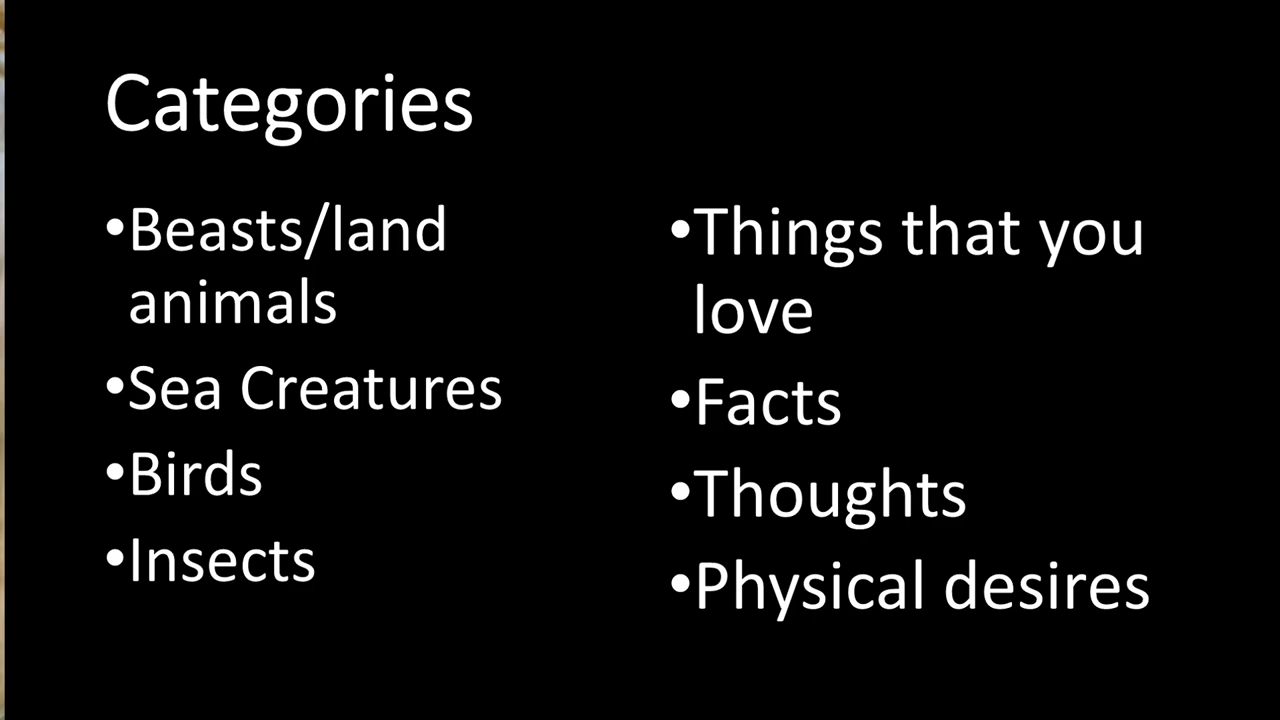 Categories
•Beasts/land
animals
•Sea Creatures
•Birds
•Insects
•Things that you
love
•Facts
•Thoughts
•Physical desires